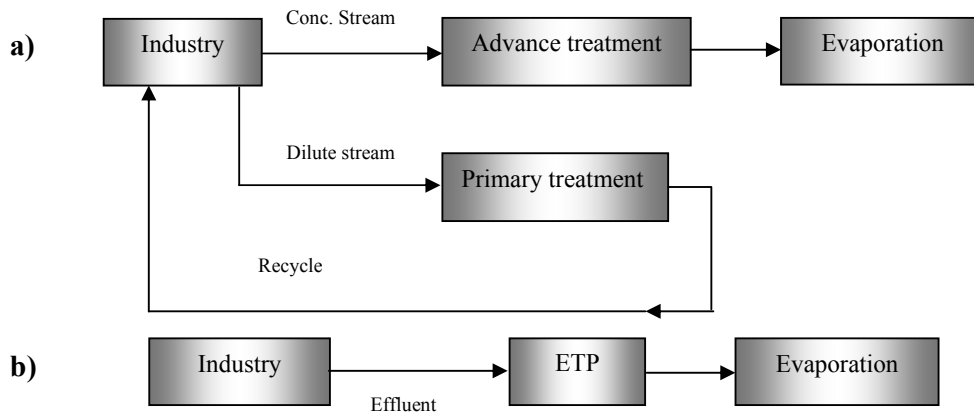 Conc. Stream
a)
Industry
Advance treatment
Evaporation
Dilute stream
Primary treatment
Recycle
b)
Industry
ETP
Evaporation
Effluent